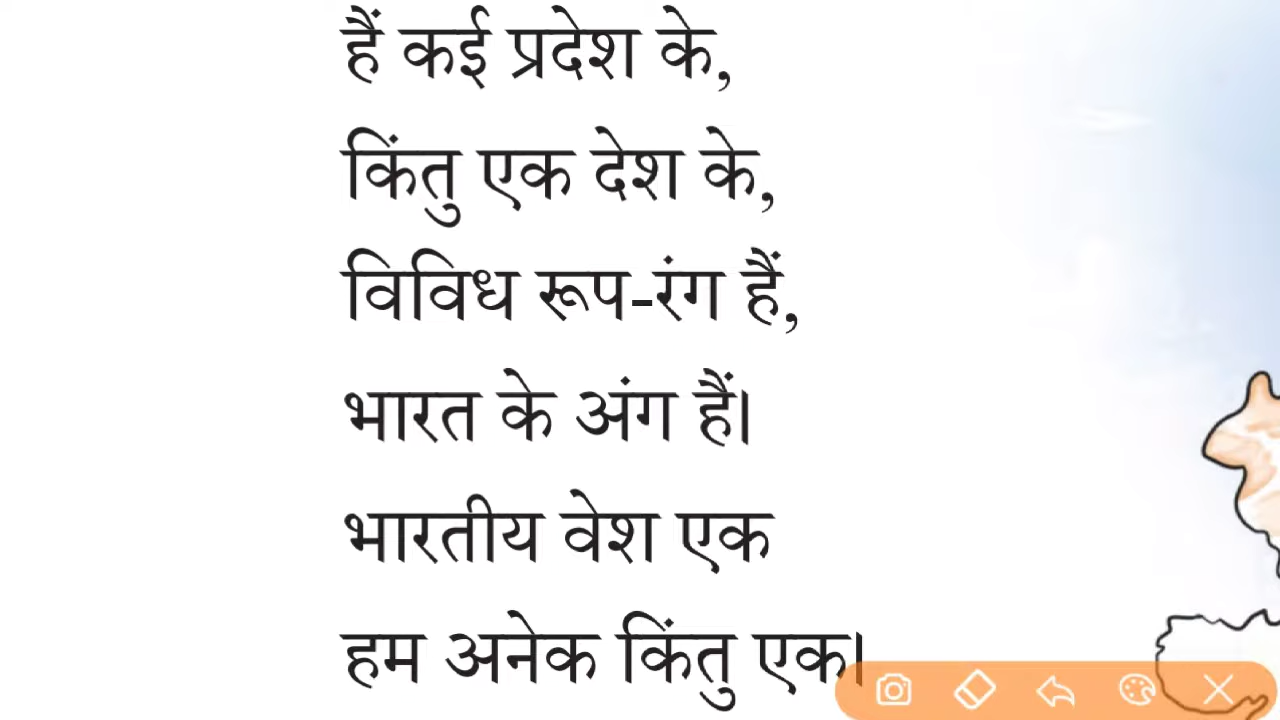 हैं कई प्रदेश के,
किंतु एक देश के,
विविध रूप-रंग हैं,
भारत के अंग हैं।
भारतीय वेश एक
हम अनेक किंतु एक।